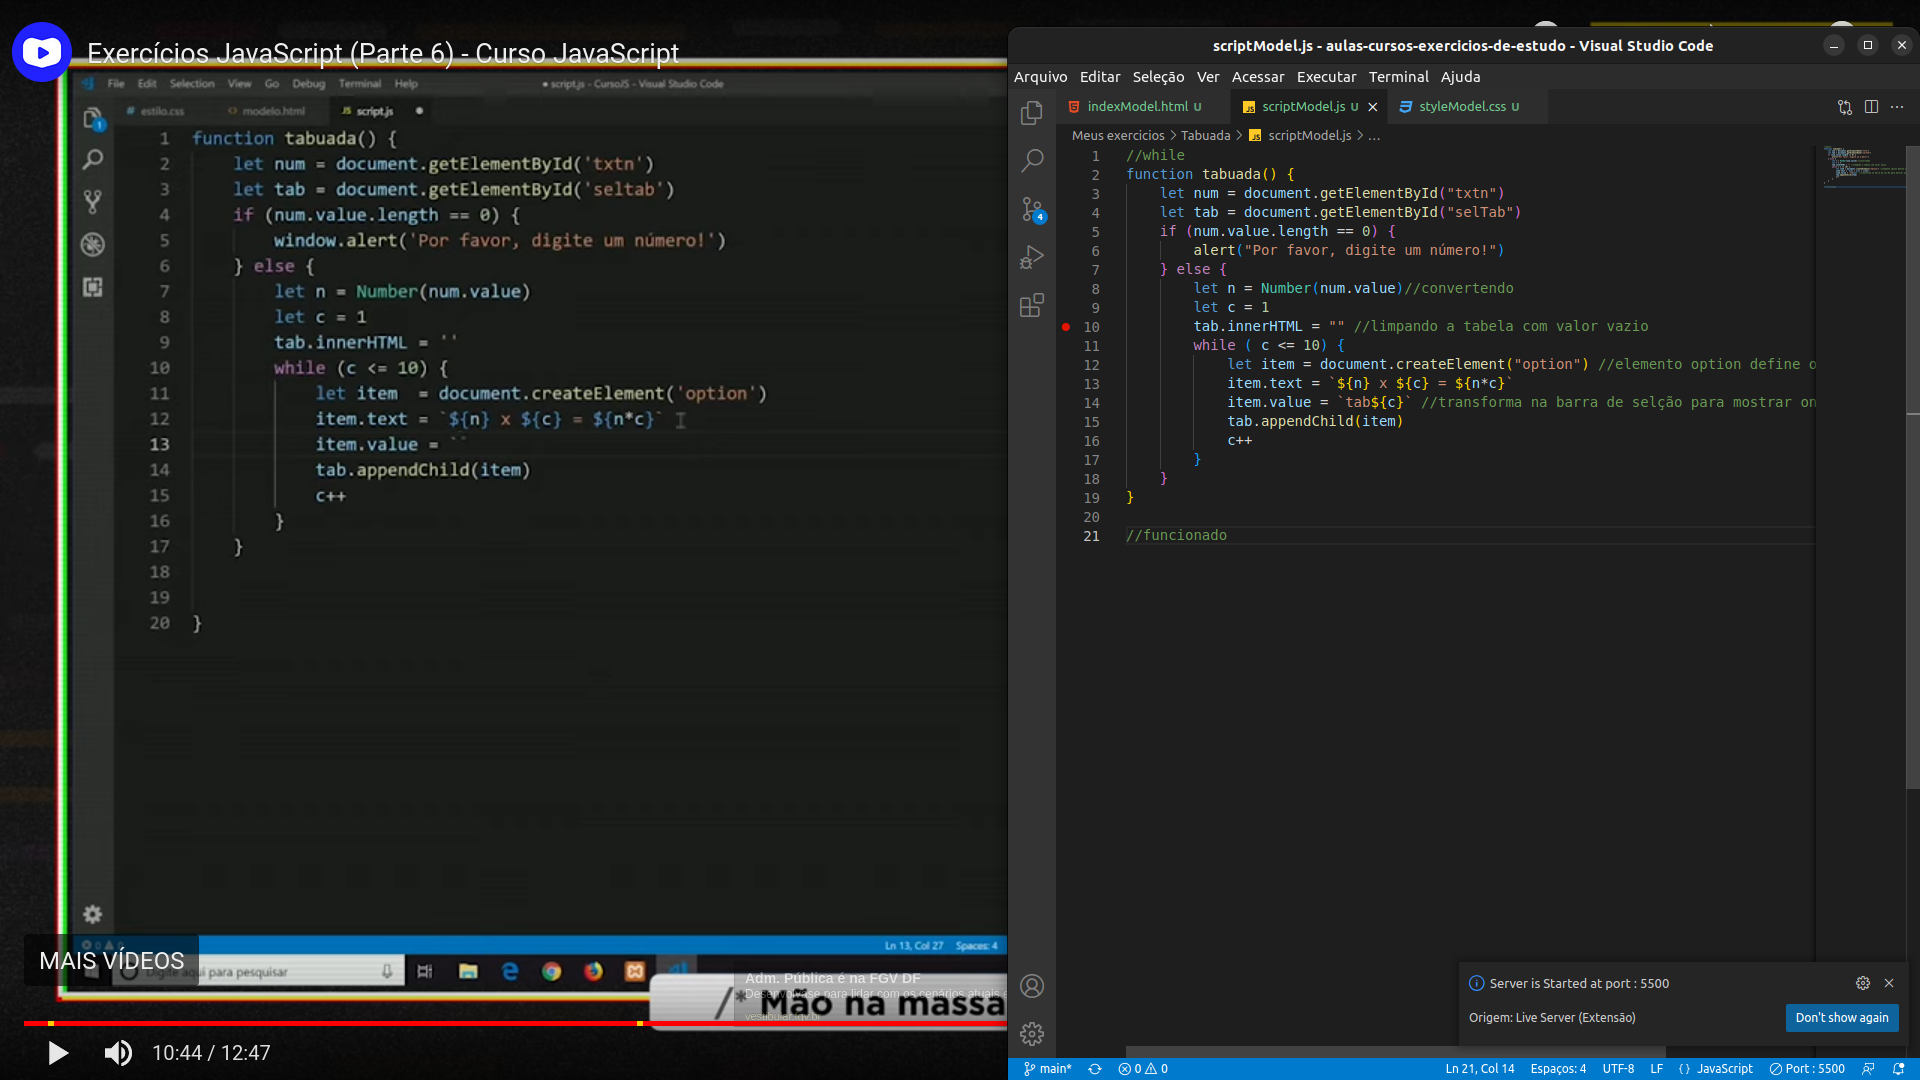 Exercícios JavaScript (Parte 6) - Curso JavaScript
File Edit Selection View Go Debug Terminal Help
● script.js - CursoJS - Visual Studio Code
# estilo.css
<> modelo.html
JS script.js ●
1
1 function tabuada() {
2 let num = document.getElementById('txtn')
3 let tab = document.getElementById('seltab')
4 if (num.value.length == 0) {
5 window.alert('Por favor, digite um número!')
6 } else {
7 let n = Number(num.value)
8 let c = 1
9 tab.innerHTML = ''
10 while (c <= 10) {
11 let item  = document.createElement('option')
12 item.text = `${n} x ${c} = ${n*c}`
13 item.value = ``
14 tab.appendChild(item)
15 c++
16 }
17 }
18
19
20 }
Ln 13, Col 27 Spaces: 4
MAIS VÍDEOS
Digite aqui para pesquisar
Adm. Pública é na FGV DF
Desenvolva-se para lidar com os cenários atuais e
vestibular.fgv.br
/* Mão na massa
10:44 / 12:47
scriptModel.js - aulas-cursos-exercicios-de-estudo - Visual Studio Code
Arquivo Editar Seleção Ver Acessar Executar Terminal Ajuda
indexModel.html U
JS scriptModel.js U
styleModel.css U
Meus exercicios > Tabuada > JS scriptModel.js > ...
4
1 //while
2 function tabuada() {
3 let num = document.getElementById("txtn")
4 let tab = document.getElementById("selTab")
5 if (num.value.length == 0) {
6 alert("Por favor, digite um número!")
7 } else {
8 let n = Number(num.value)//convertendo
9 let c = 1
10 tab.innerHTML = "" //limpando a tabela com valor vazio
11 while ( c <= 10) {
12 let item = document.createElement("option") //elemento option define o
13 item.text = `${n} x ${c} = ${n*c}`
14 item.value = `tab${c}` //transforma na barra de selção para mostrar on
15 tab.appendChild(item)
16 c++
17 }
18 }
19 }
20
21 //funcionado
Server is Started at port : 5500
Origem: Live Server (Extensão)
Don't show again
main* 0 0 Ln 21, Col 14 Espaços: 4 UTF-8 LF {} JavaScript Port : 5500